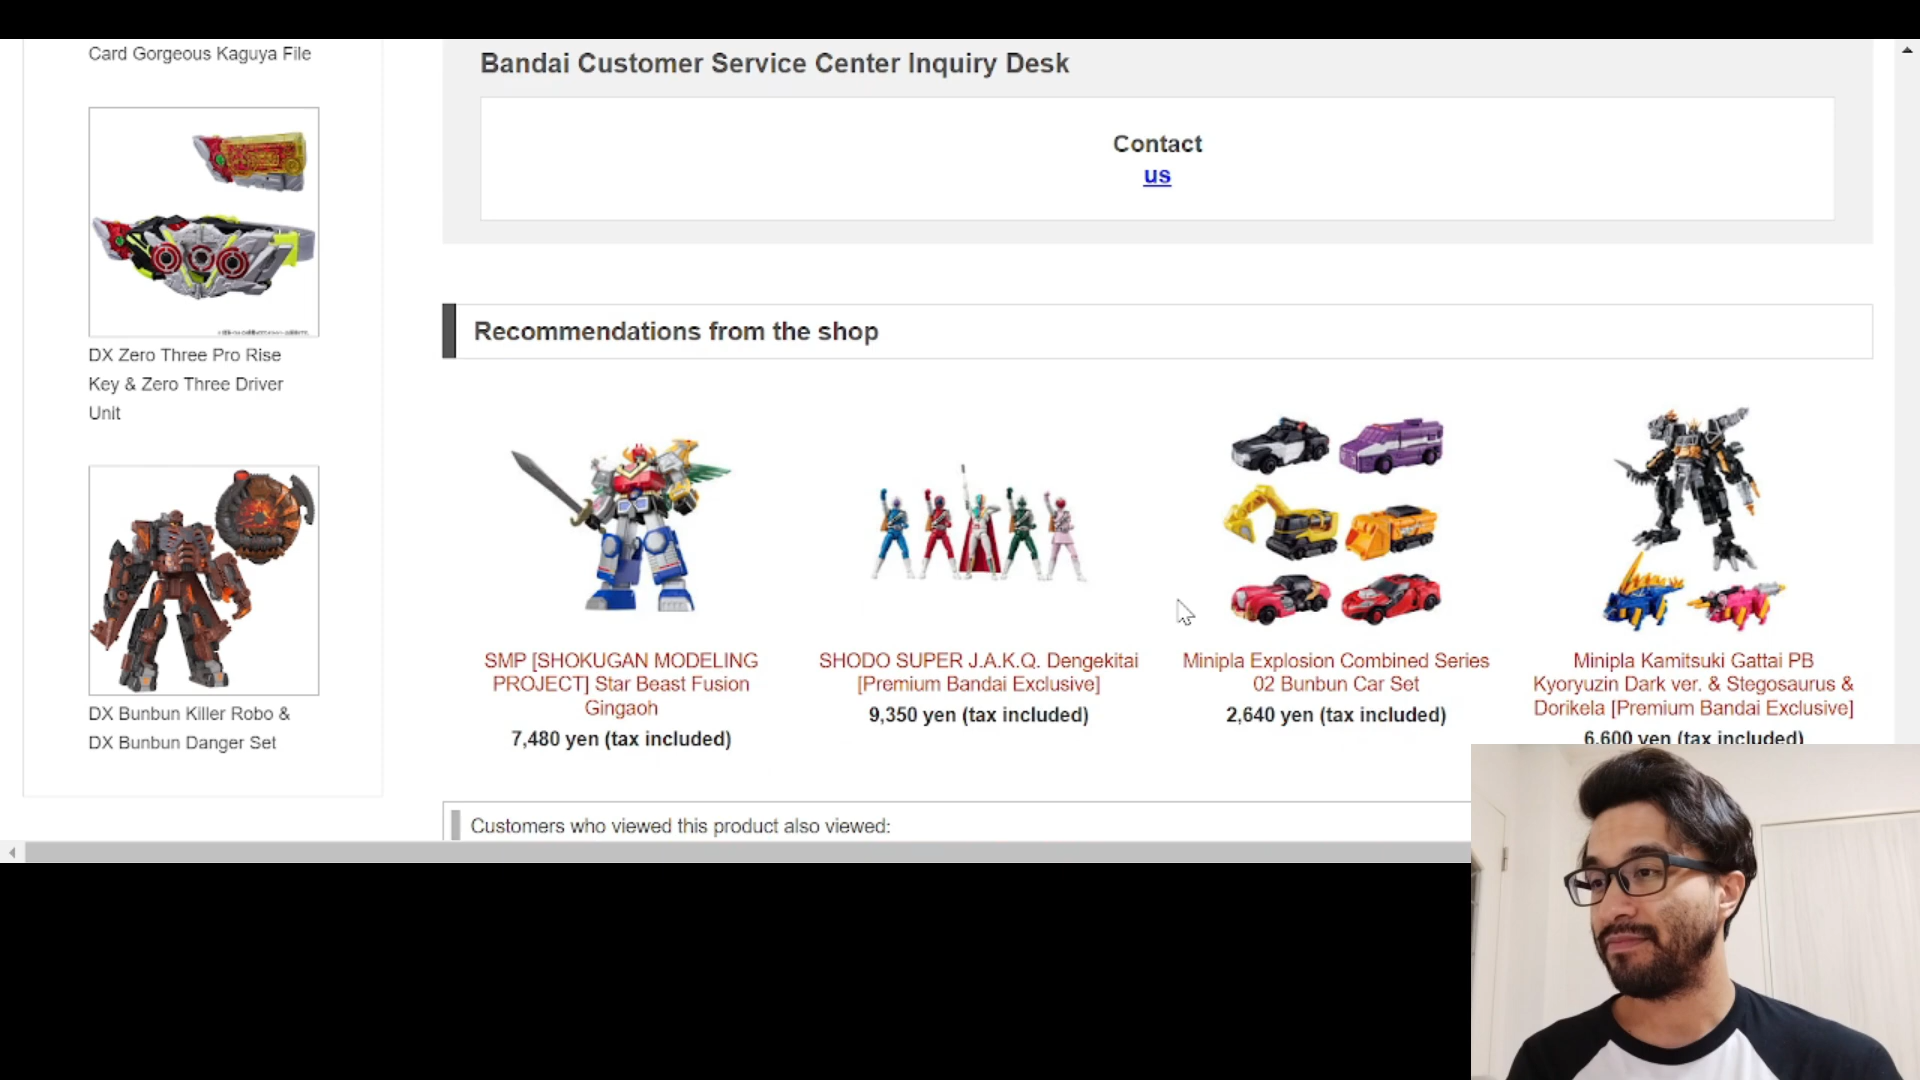 Card Gorgeous Kaguya File
DX Zero Three Pro Rise
Key & Zero Three Driver
Unit
DX Bunbun Killer Robo &
DX Bunbun Danger Set
Bandai Customer Service Center Inquiry Desk
Contact
us
Recommendations from the shop
SMP [SHOKUGAN MODELING
PROJECT] Star Beast Fusion
Gingaoh
7,480 yen (tax included)
SHODO SUPER J.A.K.Q. Dengekitai
[Premium Bandai Exclusive]
9,350 yen (tax included)
Minipla Explosion Combined Series
02 Bunbun Car Set
2,640 yen (tax included)
Minipla Kamitsuki Gattai PB
Kyoryuzin Dark ver. & Stegosaurus &
Dorikela [Premium Bandai Exclusive]
6,600 yen (tax included)
Customers who viewed this product also viewed: